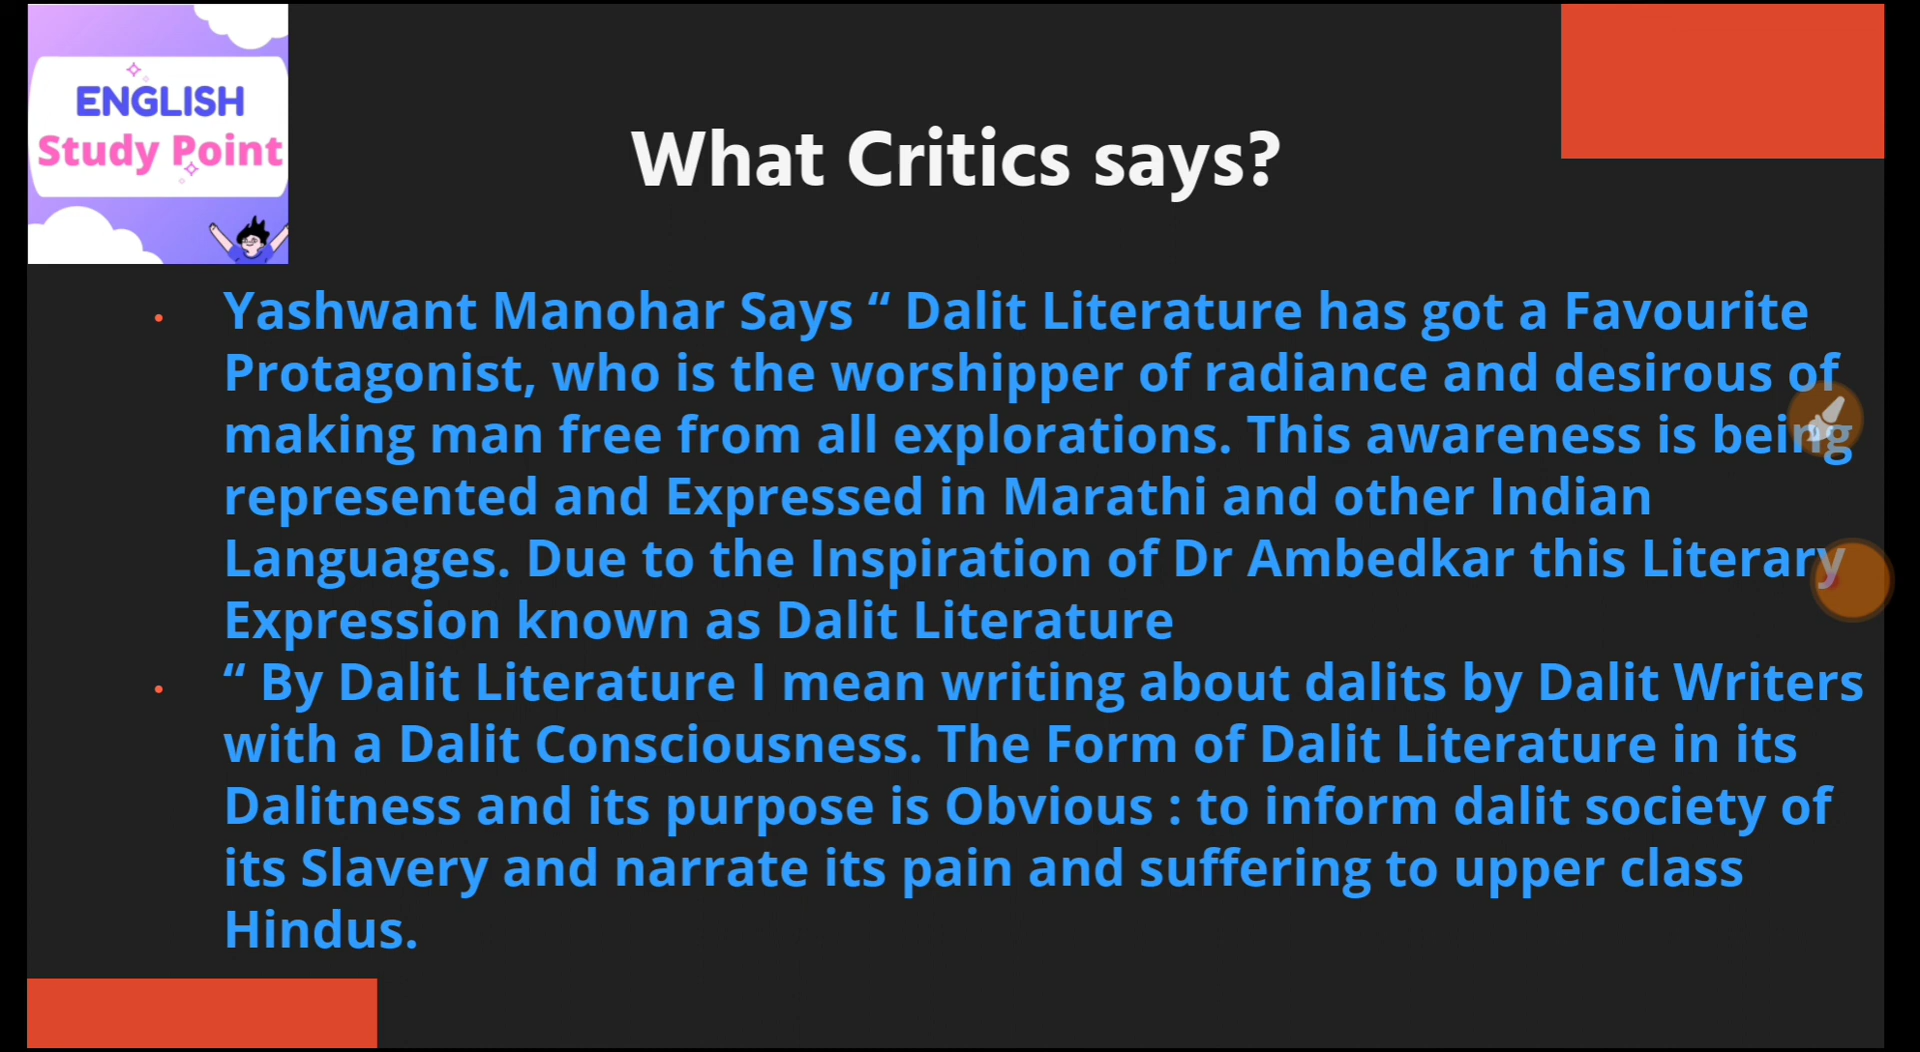 ENGLISH
Study Point
What Critics says?
• Yashwant Manohar Says “ Dalit Literature has got a Favourite
Protagonist, who is the worshipper of radiance and desirous of
making man free from all explorations. This awareness is being
represented and Expressed in Marathi and other Indian
Languages. Due to the Inspiration of Dr Ambedkar this Literary
Expression known as Dalit Literature
• “ By Dalit Literature I mean writing about dalits by Dalit Writers
with a Dalit Consciousness. The Form of Dalit Literature in its
Dalitness and its purpose is Obvious : to inform dalit society of
its Slavery and narrate its pain and suffering to upper class
Hindus.